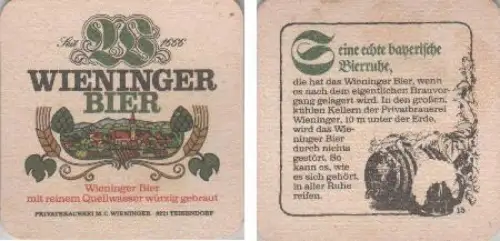 Seit 1666
WIENINGER
BIER
Wieninger Bier
mit reinem Quellwasser würzig gebraut
PRIVATBRAUEREI M.C. WIENINGER 8221 TEISENDORF
Seine echte bayerische
Bierruhe,
die hat das Wieninger Bier, wenn
es nach dem eigentlichen Brauvor-
gang gelagert wird. In den großen,
kühlen Kellern der Privatbrauerei
Wieninger, 10 m unter der Erde,
wird das Wie-
ninger Bier
durch nichts
gestört. So
kann es, wie
es sich gehört,
in aller Ruhe
reifen.